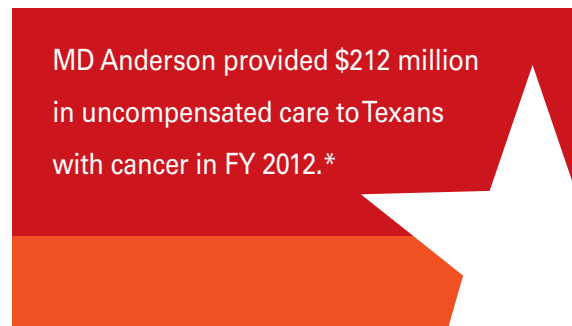 MD Anderson provided $212 million
in uncompensated care to Texans
with cancer in FY 2012.*